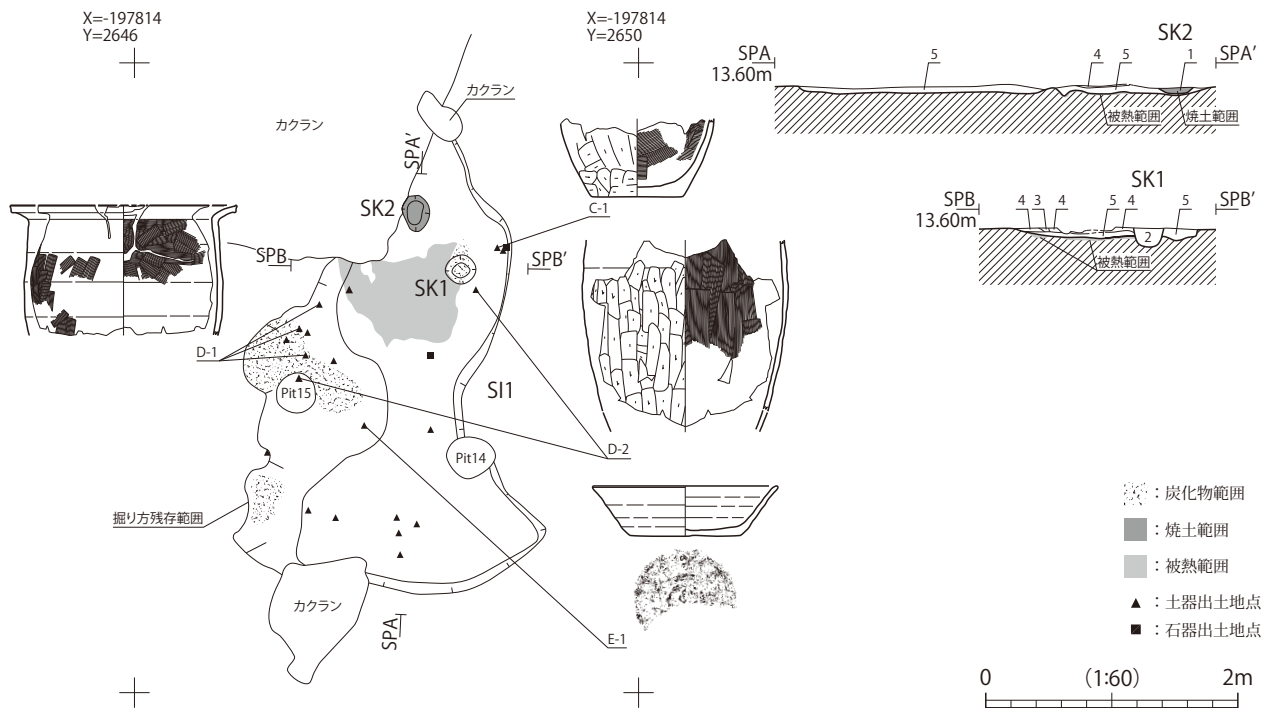 X=-197814
Y=2646
X=-197814
Y=2650
カクラン
カクラン
SPA'
SK2
SPB
SPB'
SK1
C-1
D-1
Pit15
SI1
Pit14
D-2
掘り方残存範囲
カクラン
SPA
E-1
SK2
SPA
SPA'
13.60m
5
4
5
1
被熱範囲
焼土範囲
SK1
SPB
SPB'
13.60m
4
3
4
5
4
5
2
被熱範囲
：炭化物範囲
：焼土範囲
：被熱範囲
：土器出土地点
：石器出土地点
0
（1:60）
2m